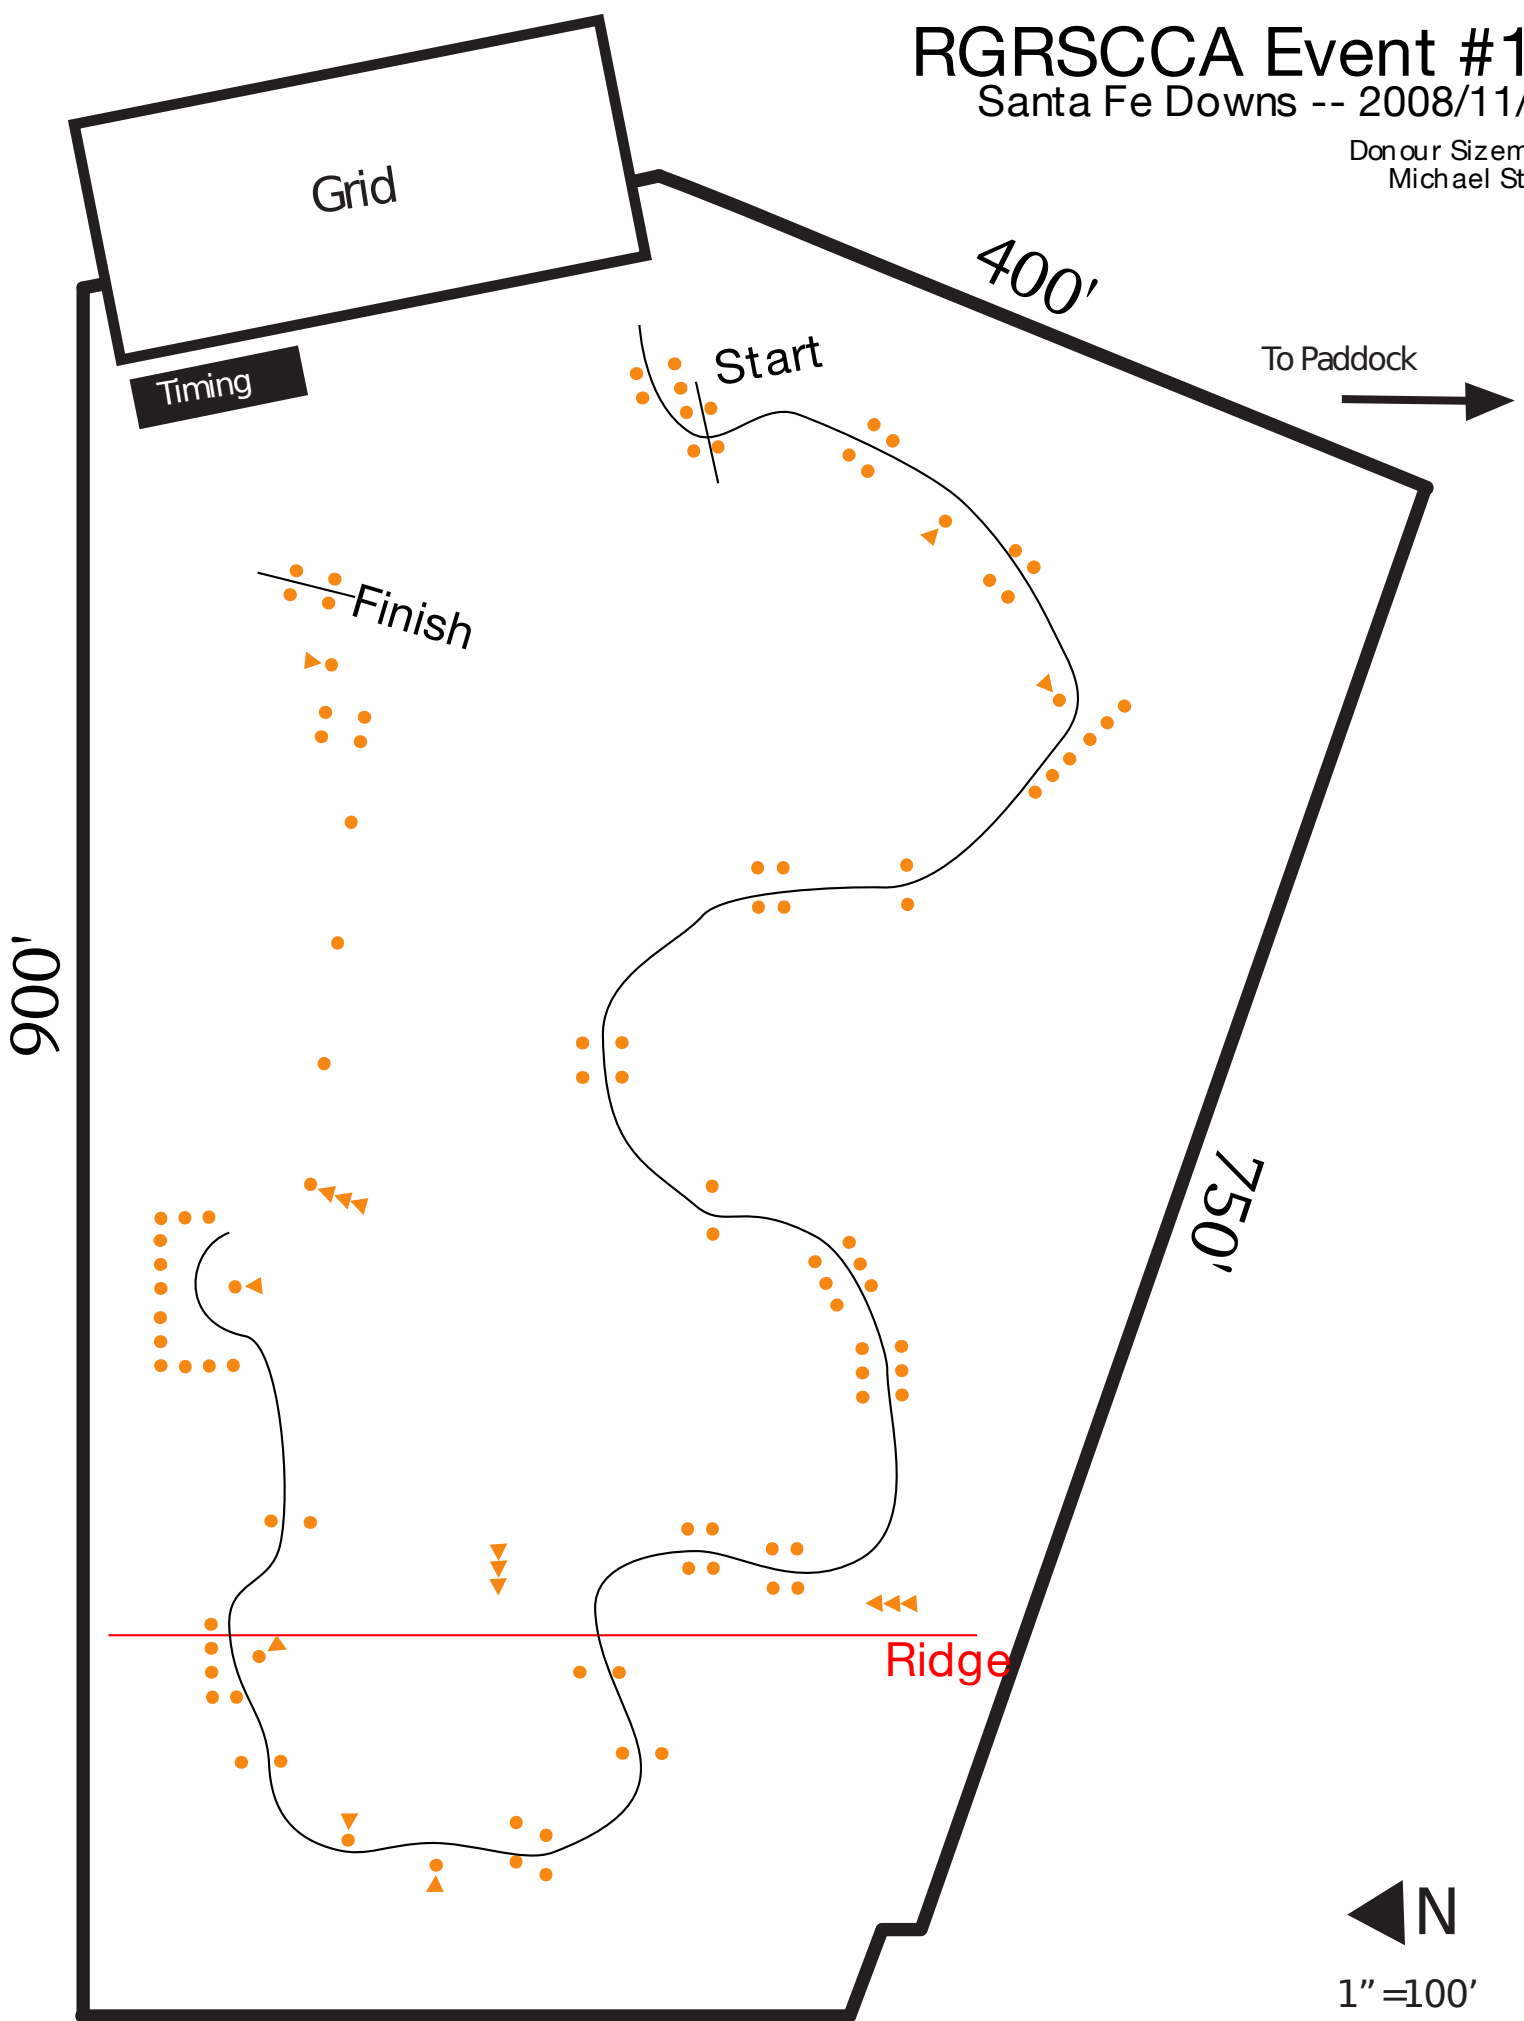 RGRSCCA Event #1
Santa Fe Downs -- 2008/11/
Donour Sizem
Michael St
Grid
400'
To Paddock
Timing
Start
Finish
900'
750'
Ridge
N
1” =100’